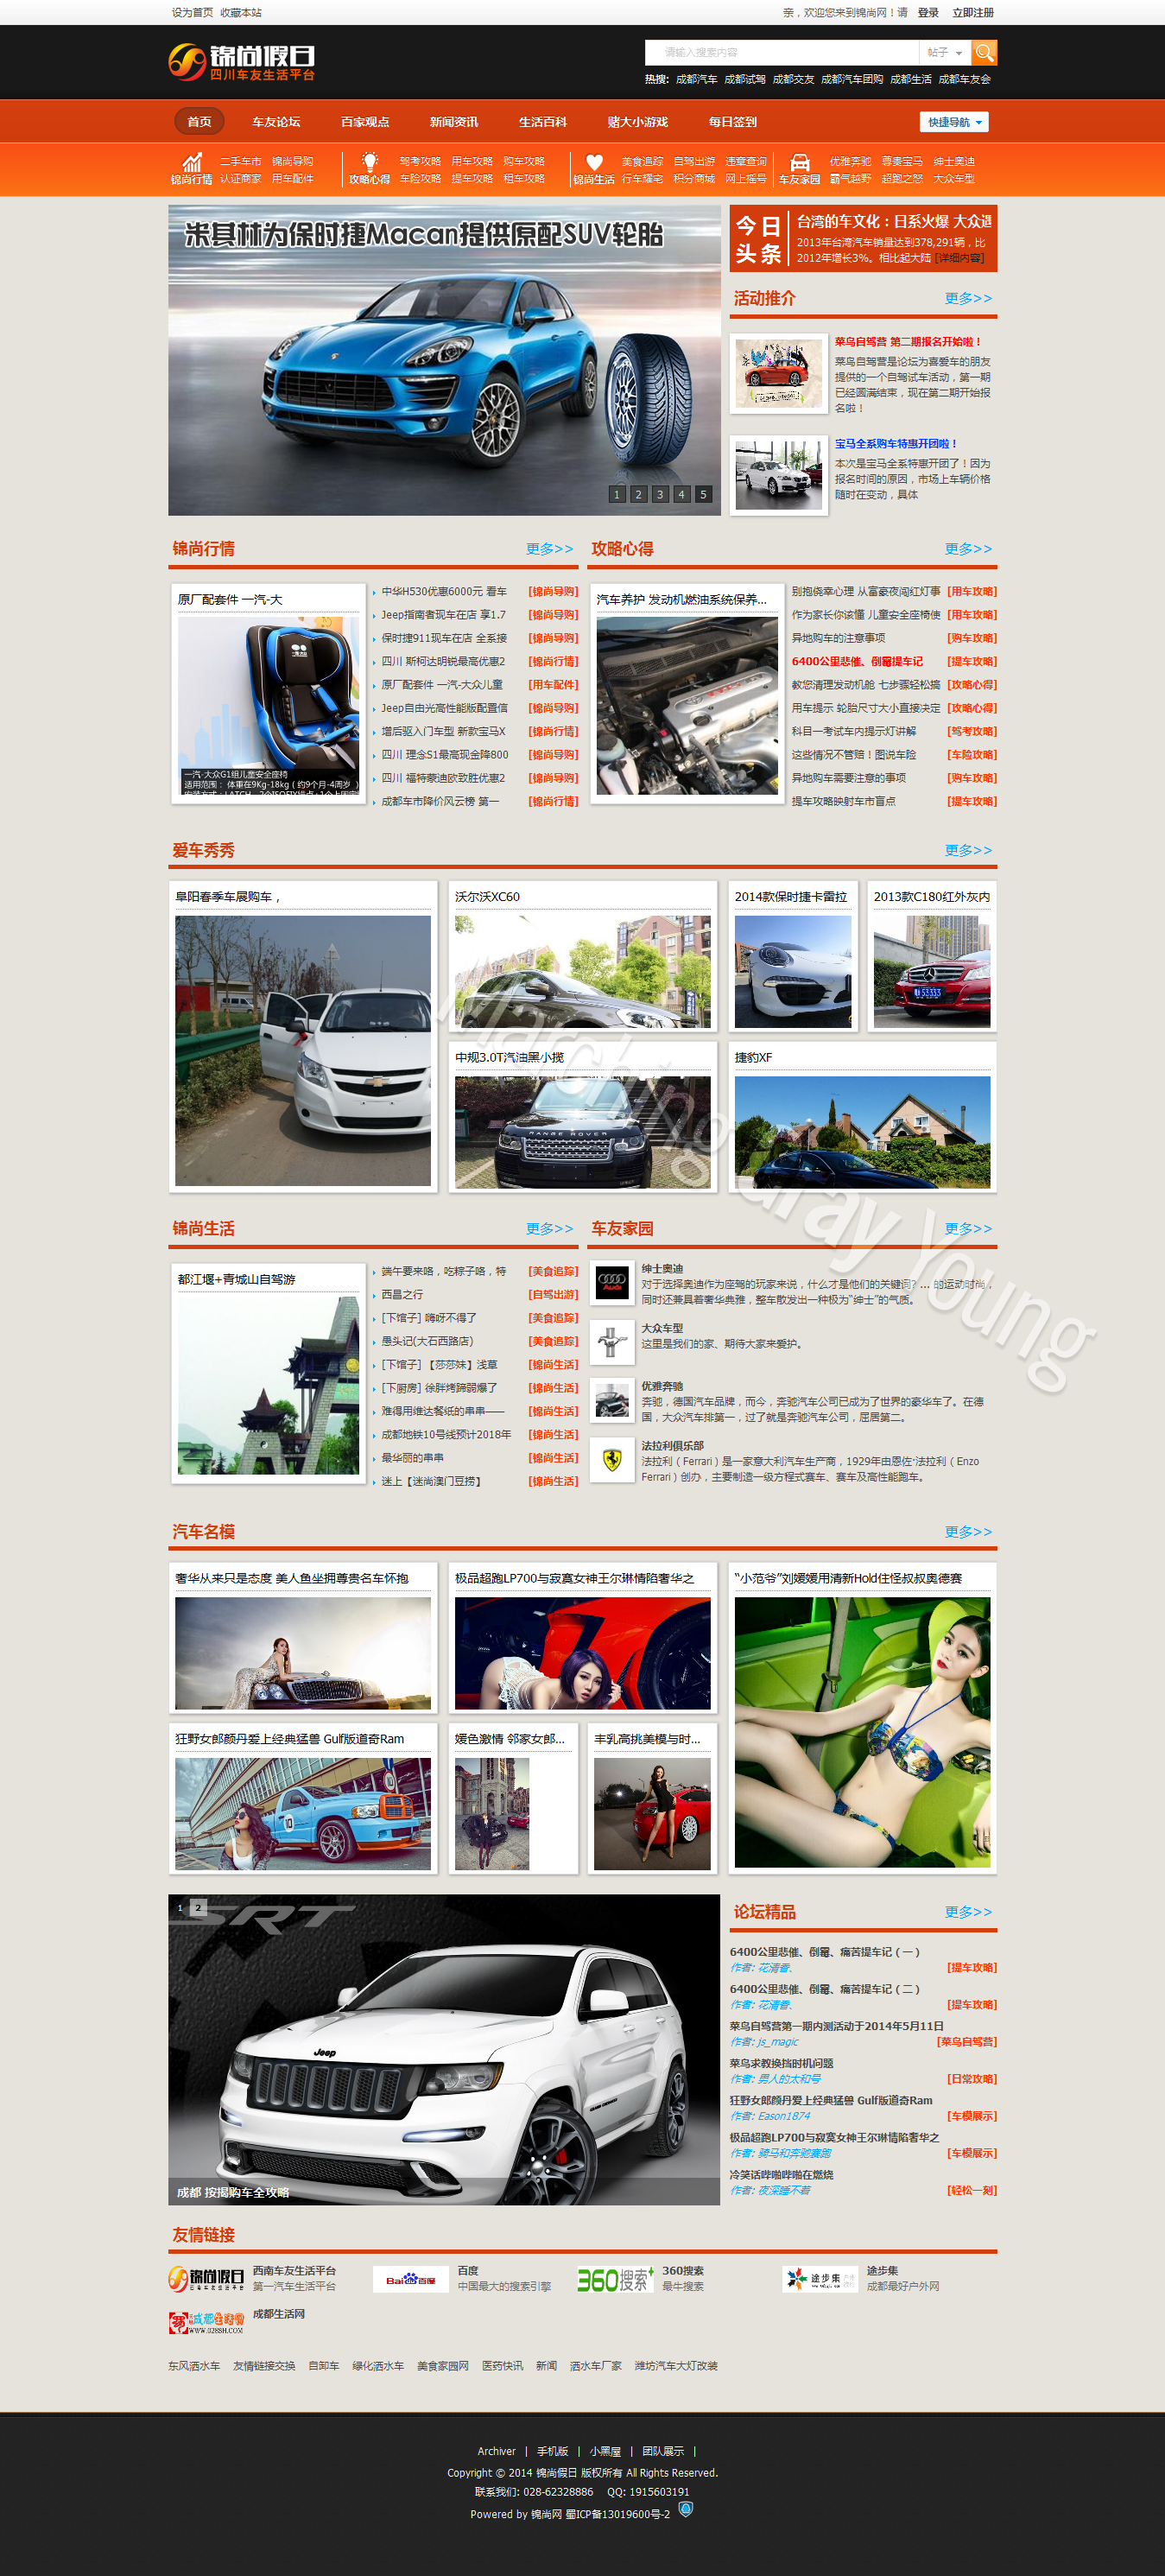 设为首页 收藏本站
亲，欢迎您来到锦尚网！请 登录 立即注册
锦尚假日
四川车友生活平台
请输入搜索内容 帖子
热搜: 成都汽车 成都试驾 成都交友 成都汽车团购 成都生活 成都车友会
首页 车友论坛 百家观点 新闻资讯 生活百科 赌大小游戏 每日签到 快捷导航
锦尚行情 二手车市 锦尚导购 认证商家 用车配件
攻略心得 驾考攻略 用车攻略 购车攻略 车险攻略 提车攻略 租车攻略
锦尚生活 美食追踪 自驾出游 违章查询 行车耀宅 积分商城 网上摇号
车友家园 优雅奔驰 尊贵宝马 绅士奥迪 霸气越野 超跑之怒 大众车型
米其林为保时捷Macan提供原配SUV轮胎
1 2 3 4 5
今日头条
台湾的车文化：日系火爆 大众
2013年台湾汽车销量达到378,291辆，比
2012年增长3%。相比起大陆 [详细内容]
活动推介 更多>>
菜鸟自驾营 第二期报名开始啦！
菜鸟自驾营是论坛为喜爱车的朋友
提供的一个自驾试车活动，第一期
已经圆满结束，现在第二期开始报
名啦！
宝马全系购车特惠开团啦！
本次是宝马全系特惠开团了！因为
报名时间的原因，市场上车辆价格
随时在变动，具体
锦尚行情 更多>>
原厂配套件 一汽-大
一汽-大众G1组儿童安全座椅
适用范围： 体重在9Kg-18kg（约9个月-4周岁 ）
中华H530优惠6000元 看车 [锦尚导购]
Jeep指南者现车在店 享1.7 [锦尚导购]
保时捷911现车在店 全系接 [锦尚导购]
四川 斯柯达明锐最高优惠2 [锦尚行情]
原厂配套件 一汽-大众儿童 [用车配件]
Jeep自由光高性能版配置信 [锦尚导购]
增后驱入门车型 新款宝马X [锦尚行情]
四川 理念S1最高现金降800 [锦尚导购]
四川 福特蒙迪欧致胜优惠2 [锦尚导购]
成都车市降价风云榜 第一 [锦尚行情]
攻略心得 更多>>
汽车养护 发动机燃油系统保养...
别抱侥幸心理 从富豪夜闯红灯事 [用车攻略]
作为家长你该懂 儿童安全座椅使 [用车攻略]
异地购车的注意事项 [购车攻略]
6400公里悲催、倒霉提车记 [提车攻略]
教您清理发动机舱 七步骤轻松搞 [攻略心得]
用车提示 轮胎尺寸大小直接决定 [攻略心得]
科目一考试车内提示灯讲解 [驾考攻略]
这些情况不管赔！图说车险 [车险攻略]
异地购车需要注意的事项 [购车攻略]
提车攻略映射车市盲点 [提车攻略]
爱车秀秀 更多>>
阜阳春季车展购车，
沃尔沃XC60
2014款保时捷卡雷拉
2013款C180红外灰内
中规3.0T汽油黑小揽
捷豹XF
RANGE ROVER
Marching Gray Young
锦尚生活 更多>>
都江堰+青城山自驾游
端午要来咯，吃粽子咯，特 [美食追踪]
西昌之行 [自驾出游]
[下馆子] 嗨呀不得了 [美食追踪]
愚头记(大石西路店) [美食追踪]
[下馆子] 【莎莎妹】浅草 [锦尚生活]
[下厨房] 徐胖烤蹄弱爆了 [锦尚生活]
难得用维达餐纸的串串—— [锦尚生活]
成都地铁10号线预计2018年 [锦尚生活]
最华丽的串串 [锦尚生活]
迷上【迷尚澳门豆捞】 [锦尚生活]
车友家园 更多>>
绅士奥迪
对于选择奥迪作为座驾的玩家来说，什么才是他们的关键词？... 的运动时尚，
同时还兼具着奢华典雅，整车散发出一种极为“绅士”的气质。
大众车型
这里是我们的家、期待大家来爱护。
优雅奔驰
奔驰，德国汽车品牌，而今，奔驰汽车公司已成为了世界的豪华车了。在德
国，大众汽车排第一，过了就是奔驰汽车公司，屈居第二。
法拉利俱乐部
法拉利（Ferrari）是一家意大利汽车生产商，1929年由恩佐·法拉利（Enzo
Ferrari）创办，主要制造一级方程式赛车、赛车及高性能跑车。
汽车名模 更多>>
奢华从来只是态度 美人鱼坐拥尊贵名车怀抱
极品超跑LP700与寂寞女神王尔琳情陷奢华之
“小范爷”刘媛媛用清新Hold住怪叔叔奥德赛
狂野女郎颜丹爱上经典猛兽 Gulf版道奇Ram
媛色激情 邻家女郎...
丰乳高挑美模与时...
1 2
SRT
Jeep
成都 按揭购车全攻略
论坛精品 更多>>
6400公里悲催、倒霉、痛苦提车记（一）
作者: 花清香、 [提车攻略]
6400公里悲催、倒霉、痛苦提车记（二）
作者: 花清香、 [提车攻略]
菜鸟自驾营第一期内测活动于2014年5月11日
作者: js_magic [菜鸟自驾营]
菜鸟求教换挡时机问题
作者: 男人的太和号 [日常攻略]
狂野女郎颜丹爱上经典猛兽 Gulf版道奇Ram
作者: Eason1874 [车模展示]
极品超跑LP700与寂寞女神王尔琳情陷奢华之
作者: 骑马和奔驰赛跑 [车模展示]
冷笑话哔啪哔啪在燃烧
作者: 夜深睡不着 [轻松一刻]
友情链接
锦尚假日 西南车友生活平台
第一汽车生活平台
Bai百度 百度
中国最大的搜索引擎
360搜索 360搜索
最牛搜索
途步集 途步集
成都最好户外网
成都生活网 成都生活网
WWW.028SH.COM
东风洒水车 友情链接交换 自卸车 绿化洒水车 美食家园网 医药快讯 新闻 洒水车厂家 潍坊汽车大灯改装
Archiver | 手机版 | 小黑屋 | 团队展示 |
Copyright © 2014 锦尚假日 版权所有 All Rights Reserved.
联系我们: 028-62328886 QQ: 1915603191
Powered by 锦尚网 蜀ICP备13019600号-2